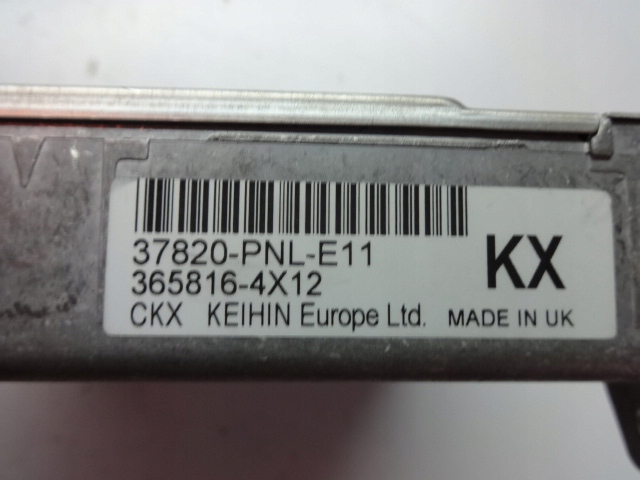 37820-PNL-E11
365816-4X12
KX
CKX KEIHIN Europe Ltd. MADE IN UK